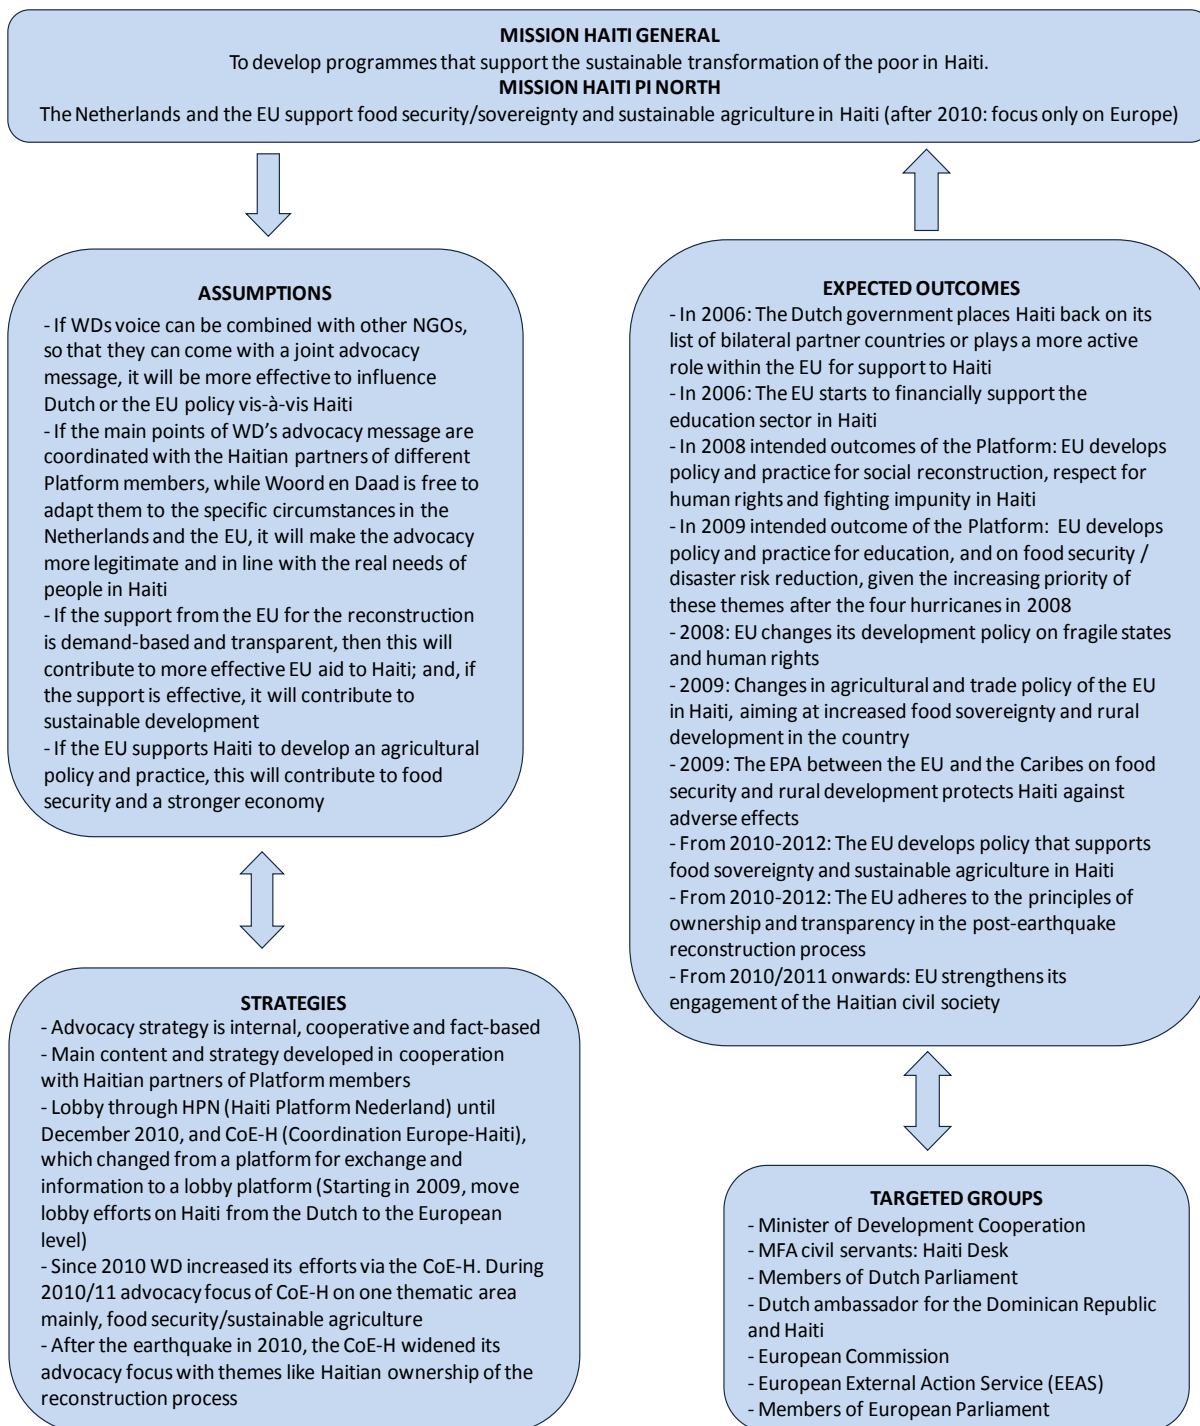 MISSION HAITI GENERAL
To develop programmes that support the sustainable transformation of the poor in Haiti.
MISSION HAITI PI NORTH
The Netherlands and the EU support food security/sovereignty and sustainable agriculture in Haiti (after 2010: focus only on Europe)
ASSUMPTIONS
- If WDs voice can be combined with other NGOs,
so that they can come with a joint advocacy
message, it will be more effective to influence
Dutch or the EU policy vis-à-vis Haiti
- If the main points of WD's advocacy message are
coordinated with the Haitian partners of different
Platform members, while Woord en Daad is free to
adapt them to the specific circumstances in the
Netherlands and the EU, it will make the advocacy
more legitimate and in line with the real needs of
people in Haiti
- If the support from the EU for the reconstruction
is demand-based and transparent, then this will
contribute to more effective EU aid to Haiti; and, if
the support is effective, it will contribute to
sustainable development
- If the EU supports Haiti to develop an agricultural
policy and practice, this will contribute to food
security and a stronger economy
STRATEGIES
- Advocacy strategy is internal, cooperative and fact-based
- Main content and strategy developed in cooperation
with Haitian partners of Platform members
- Lobby through HPN (Haiti Platform Nederland) until
December 2010, and CoE-H (Coordination Europe-Haiti),
which changed from a platform for exchange and
information to a lobby platform (Starting in 2009, move
lobby efforts on Haiti from the Dutch to the European
level)
- Since 2010 WD increased its efforts via the CoE-H. During
2010/11 advocacy focus of CoE-H on one thematic area
mainly, food security/sustainable agriculture
- After the earthquake in 2010, the CoE-H widened its
advocacy focus with themes like Haitian ownership of the
reconstruction process
EXPECTED OUTCOMES
- In 2006: The Dutch government places Haiti back on its
list of bilateral partner countries or plays a more active
role within the EU for support to Haiti
- In 2006: The EU starts to financially support the
education sector in Haiti
- In 2008 intended outcomes of the Platform: EU develops
policy and practice for social reconstruction, respect for
human rights and fighting impunity in Haiti
- In 2009 intended outcome of the Platform: EU develops
policy and practice for education, and on food security /
disaster risk reduction, given the increasing priority of
these themes after the four hurricanes in 2008
- 2008: EU changes its development policy on fragile states
and human rights
- 2009: Changes in agricultural and trade policy of the EU
in Haiti, aiming at increased food sovereignty and rural
development in the country
- 2009: The EPA between the EU and the Caribes on food
security and rural development protects Haiti against
adverse effects
- From 2010-2012: The EU develops policy that supports
food sovereignty and sustainable agriculture in Haiti
- From 2010-2012: The EU adheres to the principles of
ownership and transparency in the post-earthquake
reconstruction process
- From 2010/2011 onwards: EU strengthens its
engagement of the Haitian civil society
TARGETED GROUPS
- Minister of Development Cooperation
- MFA civil servants: Haiti Desk
- Members of Dutch Parliament
- Dutch ambassador for the Dominican Republic
and Haiti
- European Commission
- European External Action Service (EEAS)
- Members of European Parliament